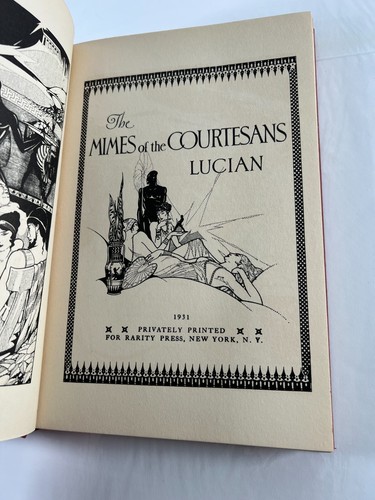 The
MIMES of the COURTESANS
LUCIAN
1931
PRIVATELY PRINTED
FOR RARITY PRESS, NEW YORK, N. Y.